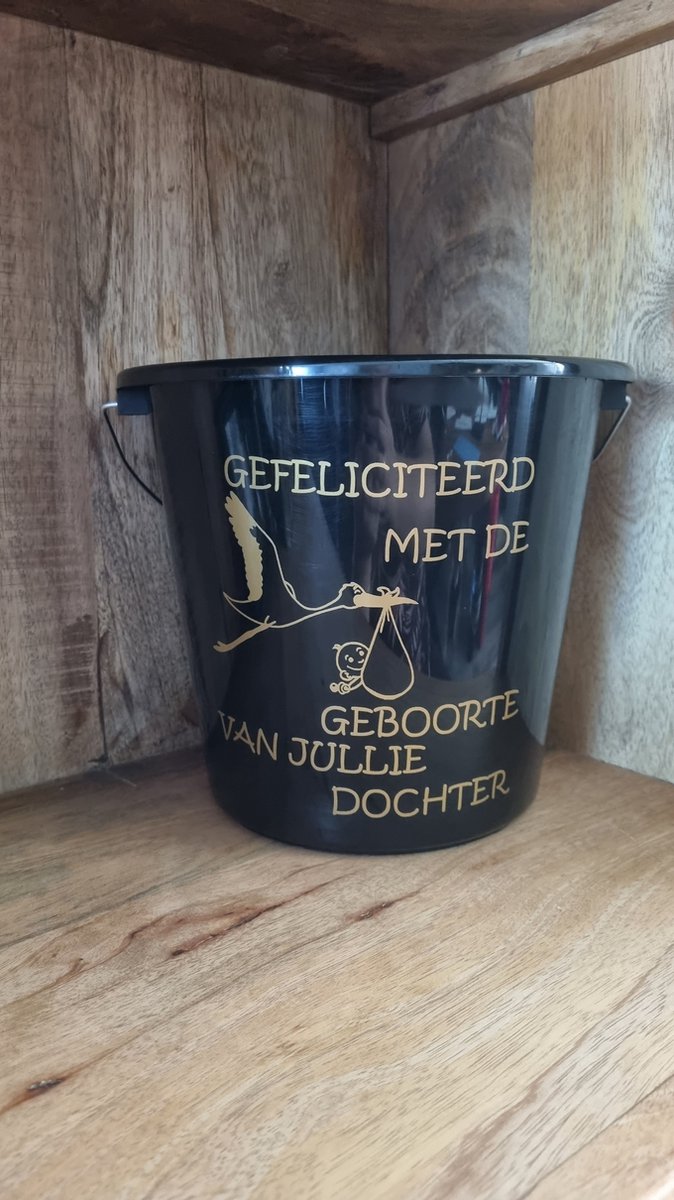 GEFELICITEERD
MET DE
GEBOORTE
VAN JULLIE
DOCHTER